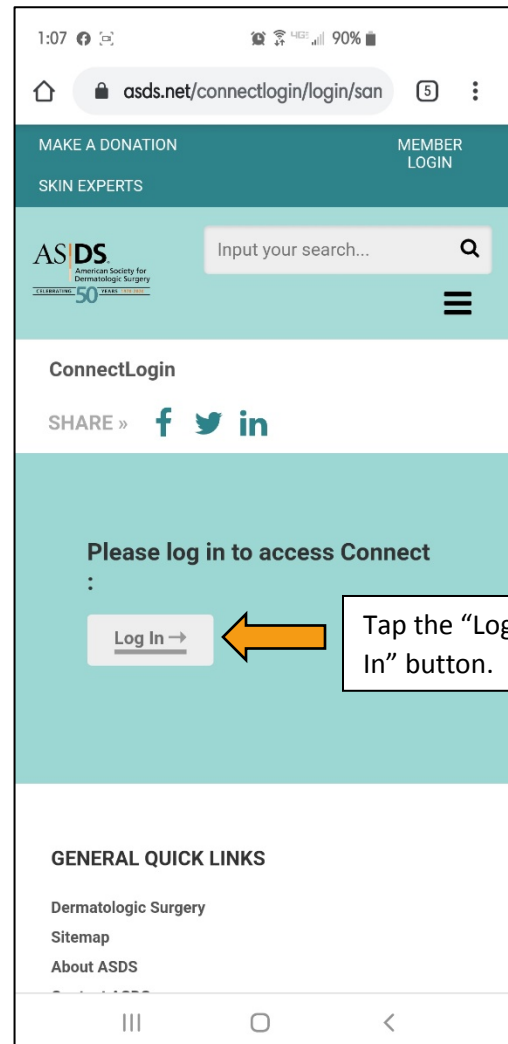 1:07 4GE 90%
asds.net/connectlogin/login/san 5
MAKE A DONATION
MEMBER
LOGIN
SKIN EXPERTS
ASDS
American Society for
Dermatologic Surgery
CELEBRATING 50 YEARS
Input your search...
ConnectLogin
SHARE »
Please log in to access Connect
:
Log In →
Tap the “Log
In” button.
GENERAL QUICK LINKS
Dermatologic Surgery
Sitemap
About ASDS